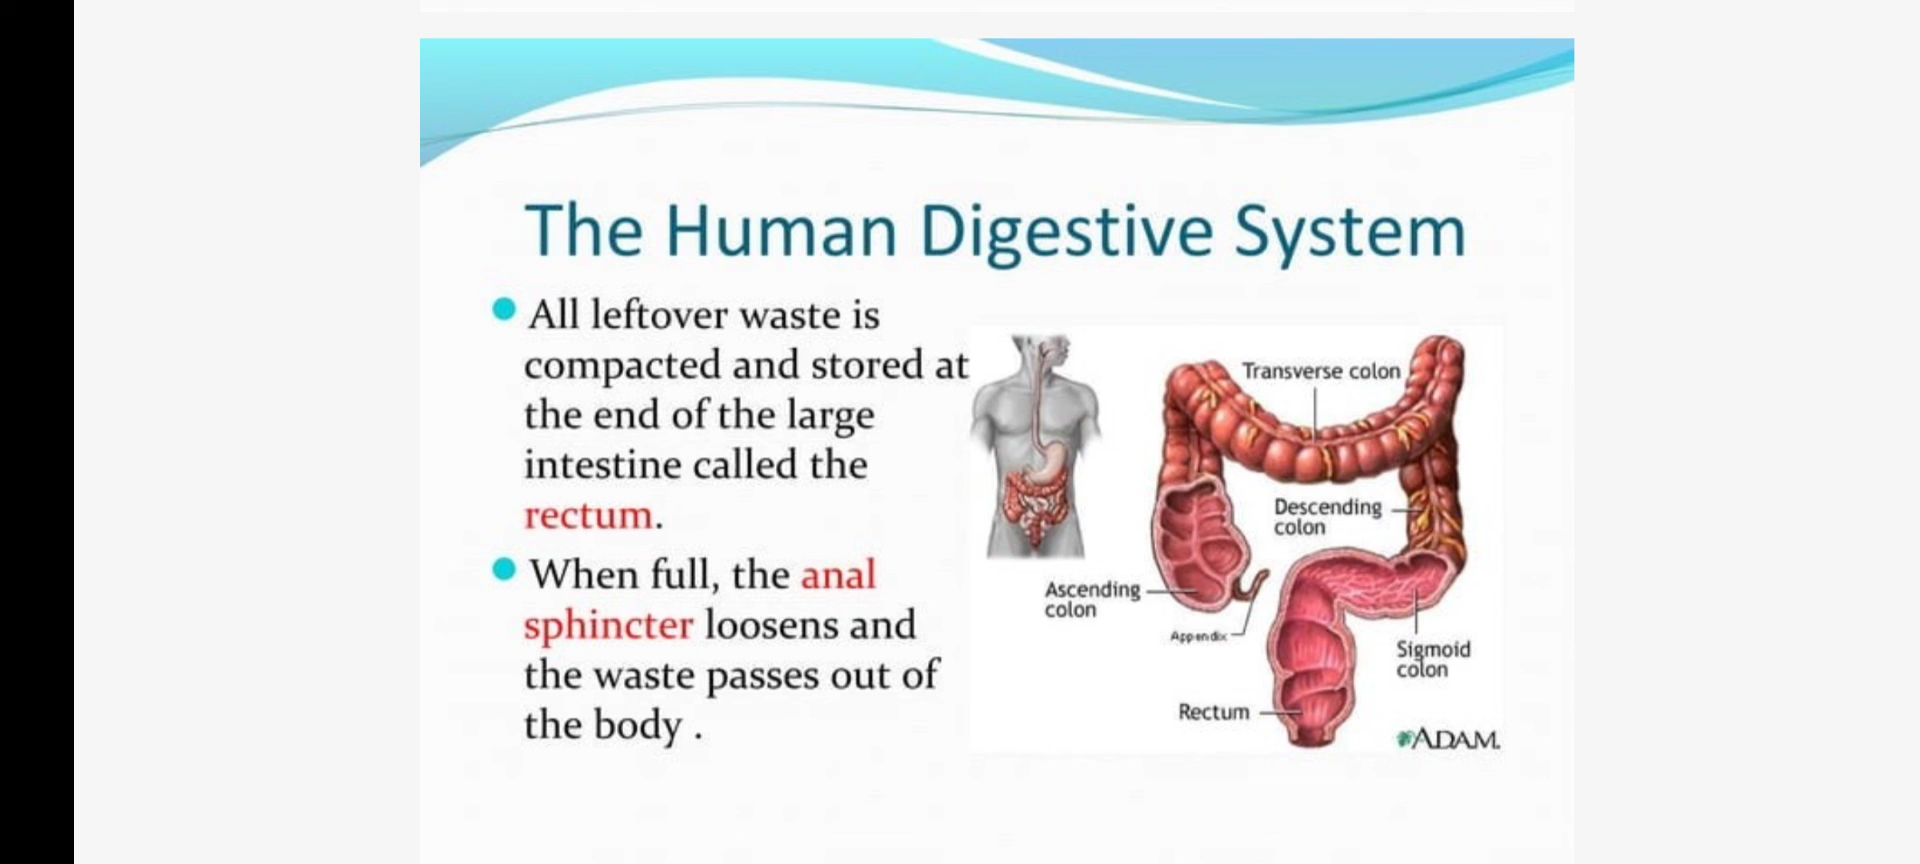 The Human Digestive System
All leftover waste is
compacted and stored at
the end of the large
intestine called the
rectum.
When full, the anal
sphincter loosens and
the waste passes out of
the body .
Transverse colon
Descending
colon
Ascending
colon
Appendix
Sigmoid
colon
Rectum
ADAM.